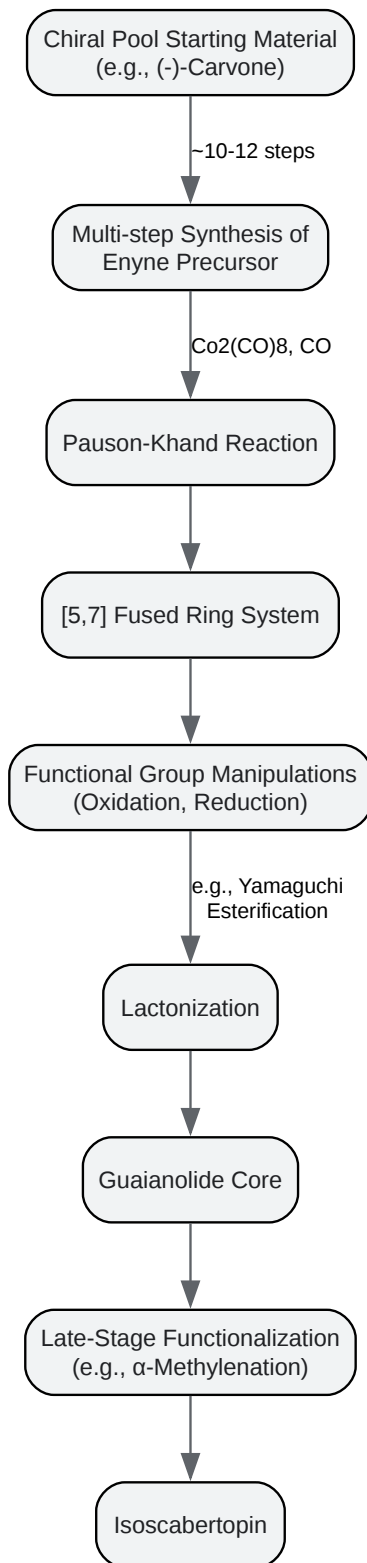 Chiral Pool Starting Material
(e.g., (-)-Carvone)
~10-12 steps
Multi-step Synthesis of
Enyne Precursor
Co2(CO)8, CO
Pauson-Khand Reaction
[5,7] Fused Ring System
Functional Group Manipulations
(Oxidation, Reduction)
e.g., Yamaguchi
Esterification
Lactonization
Guaianolide Core
Late-Stage Functionalization
(e.g., α-Methylenation)
Isoscabertopin